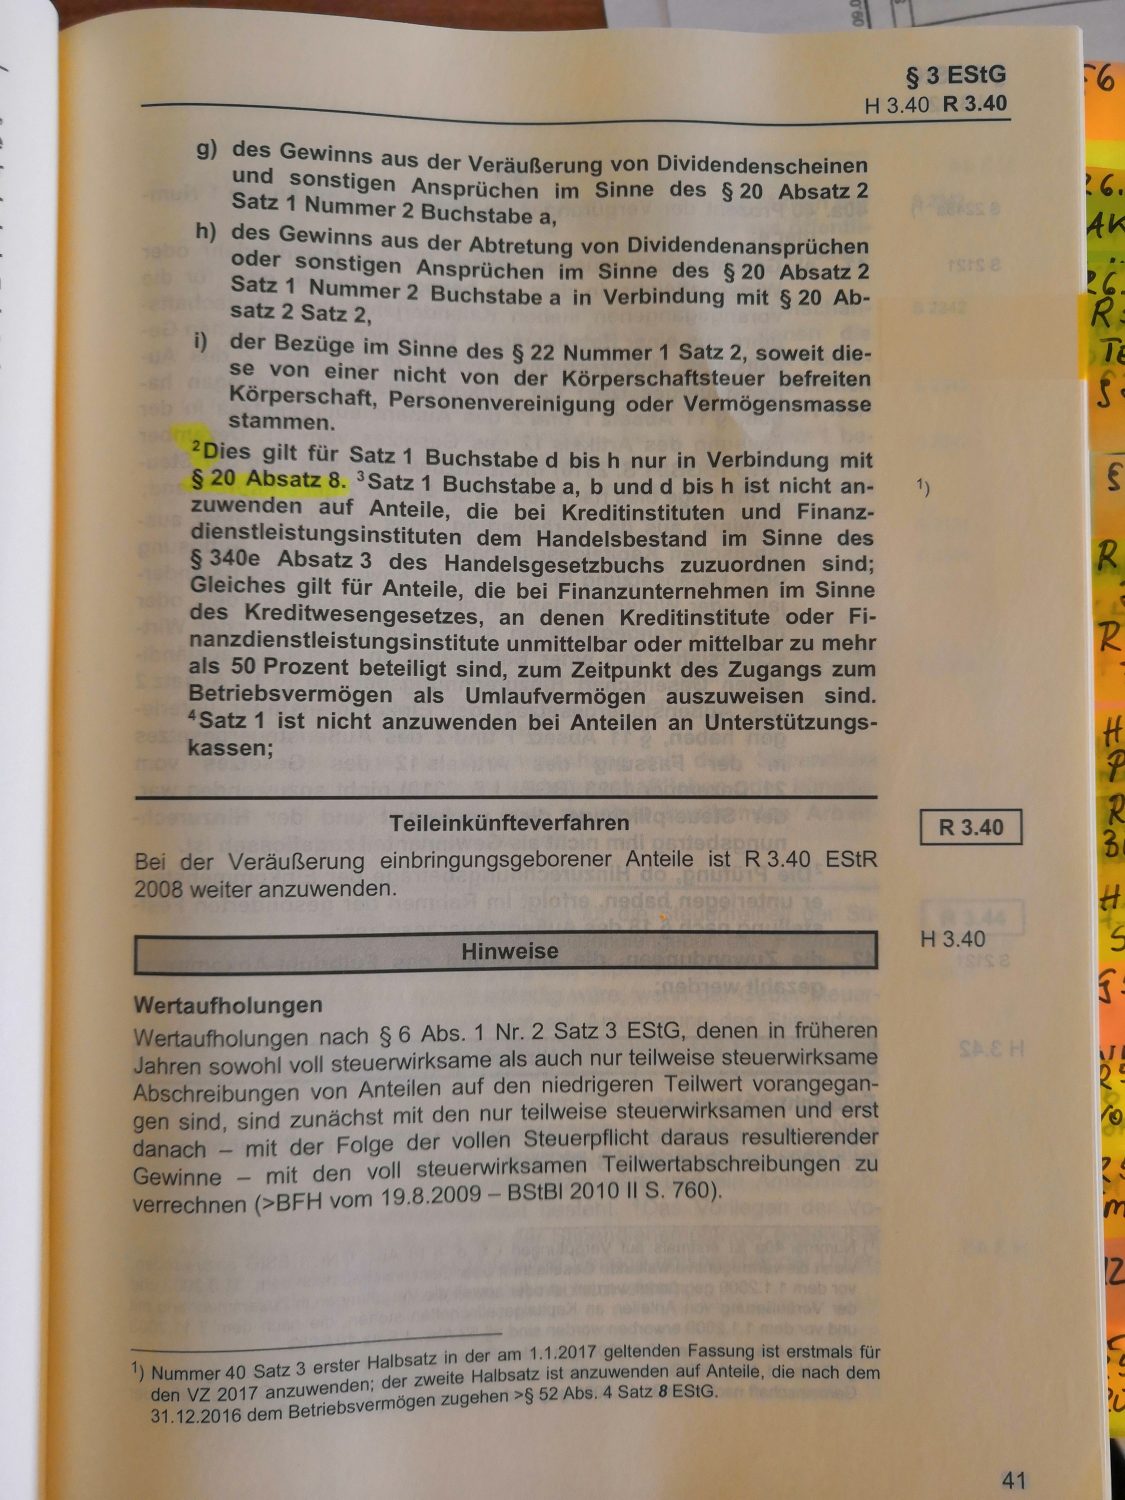 § 3 EStG
H 3.40 R 3.40
g) des Gewinns aus der Veräußerung von Dividendenscheinen
und sonstigen Ansprüchen im Sinne des § 20 Absatz 2
Satz 1 Nummer 2 Buchstabe a,
h) des Gewinns aus der Abtretung von Dividendenansprüchen
oder sonstigen Ansprüchen im Sinne des § 20 Absatz 2
Satz 1 Nummer 2 Buchstabe a in Verbindung mit § 20 Ab-
satz 2 Satz 2,
i) der Bezüge im Sinne des § 22 Nummer 1 Satz 2, soweit die-
se von einer nicht von der Körperschaftsteuer befreiten
Körperschaft, Personenvereinigung oder Vermögensmasse
stammen.
²Dies gilt für Satz 1 Buchstabe d bis h nur in Verbindung mit
§ 20 Absatz 8. ³Satz 1 Buchstabe a, b und d bis h ist nicht an-
¹)
zuwenden auf Anteile, die bei Kreditinstituten und Finanz-
dienstleistungsinstituten dem Handelsbestand im Sinne des
§ 340e Absatz 3 des Handelsgesetzbuchs zuzuordnen sind;
Gleiches gilt für Anteile, die bei Finanzunternehmen im Sinne
des Kreditwesengesetzes, an denen Kreditinstitute oder Fi-
nanzdienstleistungsinstitute unmittelbar oder mittelbar zu mehr
als 50 Prozent beteiligt sind, zum Zeitpunkt des Zugangs zum
Betriebsvermögen als Umlaufvermögen auszuweisen sind.
⁴Satz 1 ist nicht anzuwenden bei Anteilen an Unterstützungs-
kassen;
Teileinkünfteverfahren
R 3.40
Bei der Veräußerung einbringungsgeborener Anteile ist R 3.40 EStR
2008 weiter anzuwenden.
Hinweise
H 3.40
Wertaufholungen
Wertaufholungen nach § 6 Abs. 1 Nr. 2 Satz 3 EStG, denen in früheren
Jahren sowohl voll steuerwirksame als auch nur teilweise steuerwirksame
Abschreibungen von Anteilen auf den niedrigeren Teilwert vorangegan-
gen sind, sind zunächst mit den nur teilweise steuerwirksamen und erst
danach – mit der Folge der vollen Steuerpflicht daraus resultierender
Gewinne – mit den voll steuerwirksamen Teilwertabschreibungen zu
verrechnen (>BFH vom 19.8.2009 – BStBl 2010 II S. 760).
¹) Nummer 40 Satz 3 erster Halbsatz in der am 1.1.2017 geltenden Fassung ist erstmals für
den VZ 2017 anzuwenden; der zweite Halbsatz ist anzuwenden auf Anteile, die nach dem
31.12.2016 dem Betriebsvermögen zugehen >§ 52 Abs. 4 Satz 8 EStG.
41